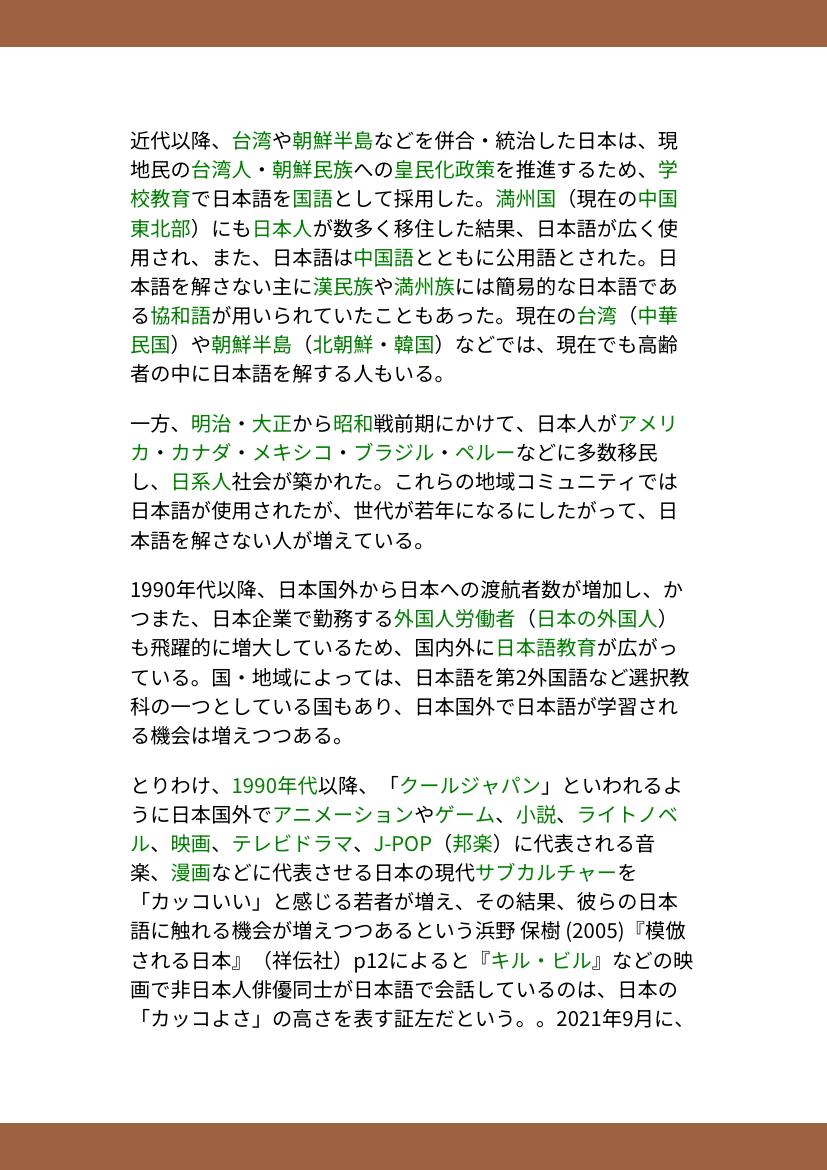 近代以降、台湾や朝鮮半島などを併合・統治した日本は、現
地民の台湾人・朝鮮民族への皇民化政策を推進するため、学
校教育で日本語を国語として採用した。満州国（現在の中国
東北部）にも日本人が数多く移住した結果、日本語が広く使
用され、また、日本語は中国語とともに公用語とされた。日
本語を解さない主に漢民族や満州族には簡易的な日本語であ
る協和語が用いられていたこともあった。現在の台湾（中華
民国）や朝鮮半島（北朝鮮・韓国）などでは、現在でも高齢
者の中に日本語を解する人もいる。
一方、明治・大正から昭和戦前期にかけて、日本人がアメリ
カ・カナダ・メキシコ・ブラジル・ペルーなどに多数移民
し、日系人社会が築かれた。これらの地域コミュニティでは
日本語が使用されたが、世代が若年になるにしたがって、日
本語を解さない人が増えている。
1990年代以降、日本国外から日本への渡航者数が増加し、か
つまた、日本企業で勤務する外国人労働者（日本の外国人）
も飛躍的に増大しているため、国内外に日本語教育が広がっ
ている。国・地域によっては、日本語を第2外国語など選択教
科の一つとしている国もあり、日本国外で日本語が学習され
る機会は増えつつある。
とりわけ、1990年代以降、「クールジャパン」といわれるよ
うに日本国外でアニメーションやゲーム、小説、ライトノベ
ル、映画、テレビドラマ、J-POP（邦楽）に代表される音
楽、漫画などに代表させる日本の現代サブカルチャーを
「カッコいい」と感じる若者が増え、その結果、彼らの日本
語に触れる機会が増えつつあるという浜野 保樹 (2005)『模倣
される日本』（祥伝社）p12によると『キル・ビル』などの映
画で非日本人俳優同士が日本語で会話しているのは、日本の
「カッコよさ」の高さを表す証左だという。。2021年9月に、